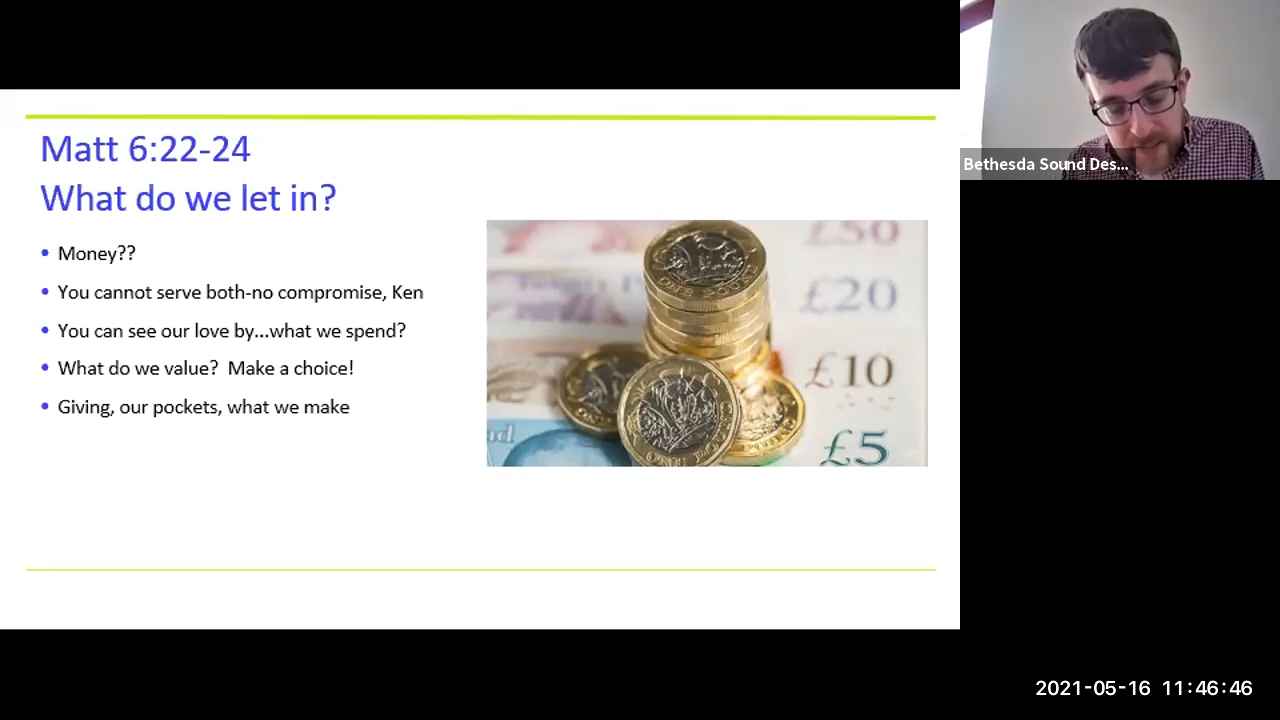 Matt 6:22-24
What do we let in?
• Money??
• You cannot serve both-no compromise, Ken
• You can see our love by...what we spend?
• What do we value?  Make a choice!
• Giving, our pockets, what we make
£50
£20
£10
£5
ONE POUND
Bethesda Sound Des...
2021-05-16 11:46:46